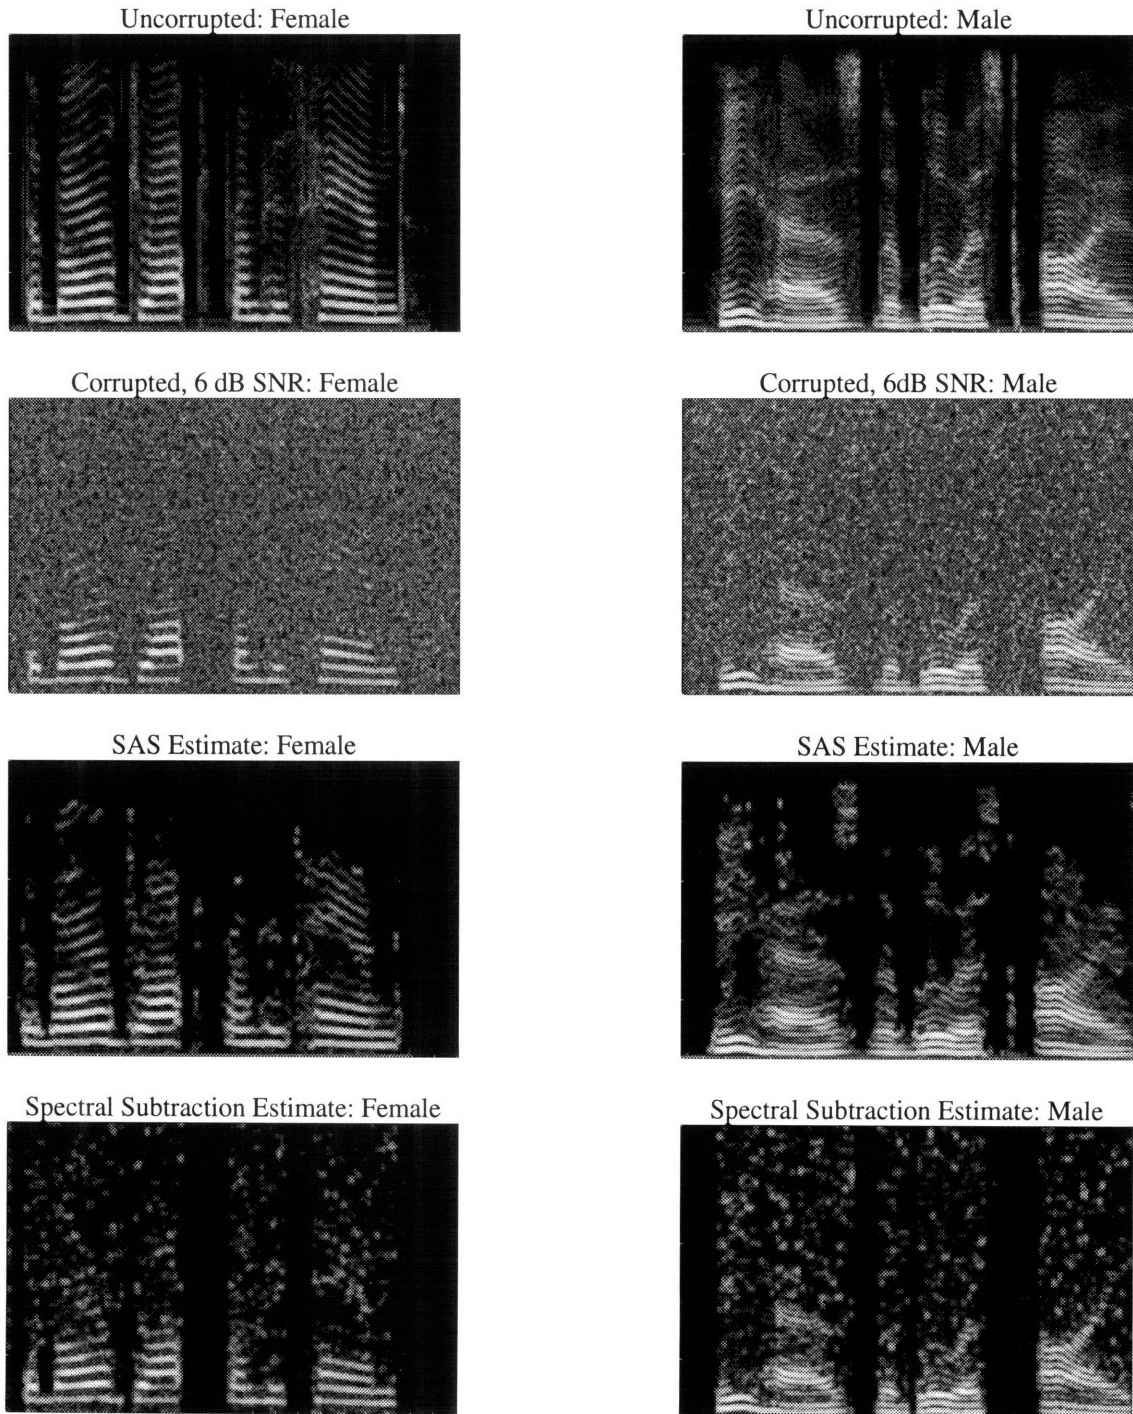 Uncorrupted: Female
Uncorrupted: Male
Corrupted, 6 dB SNR: Female
Corrupted, 6dB SNR: Male
SAS Estimate: Female
SAS Estimate: Male
Spectral Subtraction Estimate: Female
Spectral Subtraction Estimate: Male